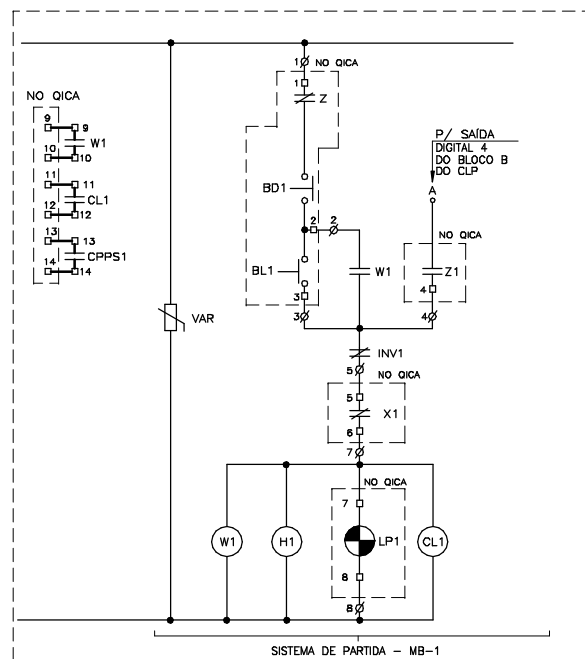 1 NO QICA
1
Z
NO QICA
9 9
W1
10 10
11 11
CL1
12 12
13 13
CPPS1
14 14
P/ SAÍDA
DIGITAL 4
DO BLOCO B
DO CLP
A
BD1
2 2
NO QICA
BL1
W1
Z1
3
4
3
4
VAR
INV1
5
NO QICA
5
X1
6
7
NO QICA
7
W1
H1
LP1
CL1
8
8
SISTEMA DE PARTIDA – MB-1